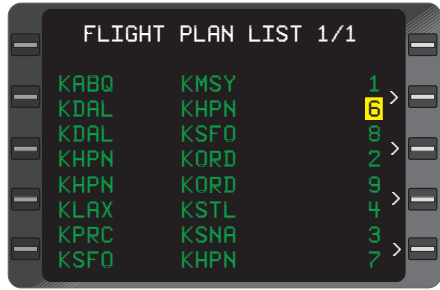 FLIGHT PLAN LIST 1/1
KABQ KMSY 1 >
KDAL KHPN 6
KDAL KSFO 8 >
KHPN KORD 2
KHPN KORD 9 >
KLAX KSTL 4
KPRC KSNA 3 >
KSFO KHPN 7